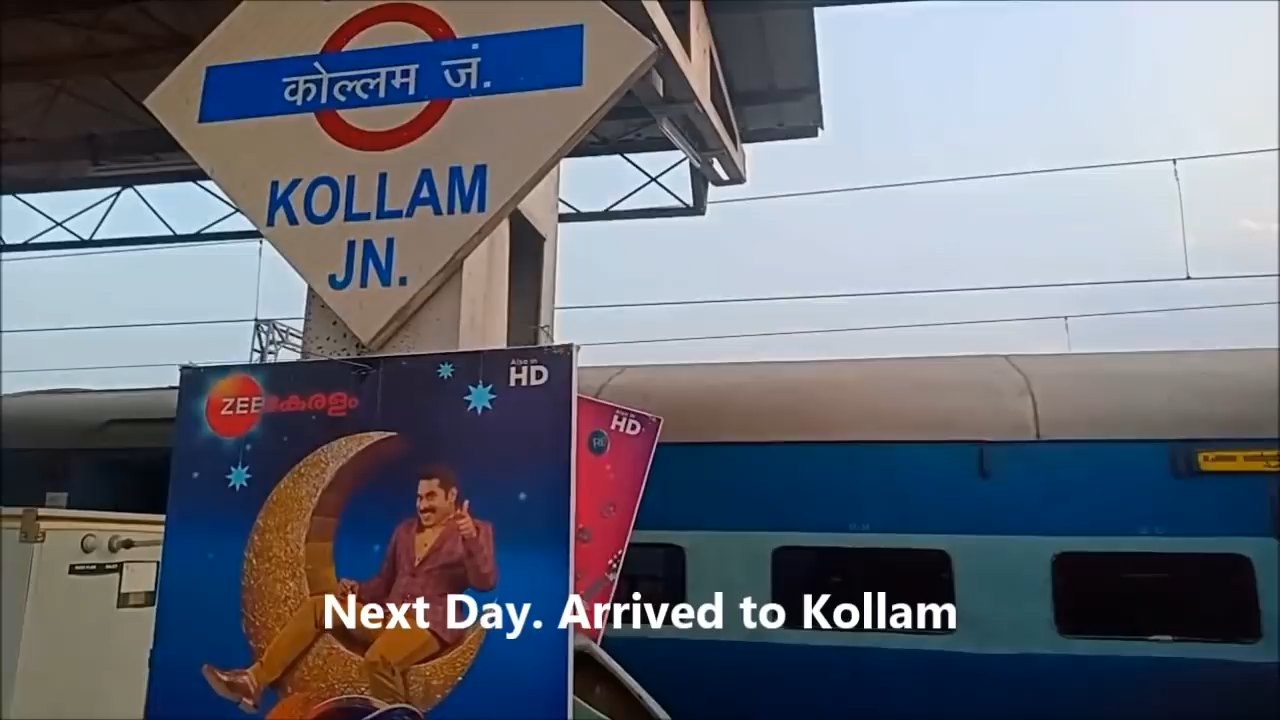 कोल्लम जं.
KOLLAM
JN.
Also in
HD
ZEE കേരളം
Also in
HD
Next Day. Arrived to Kollam